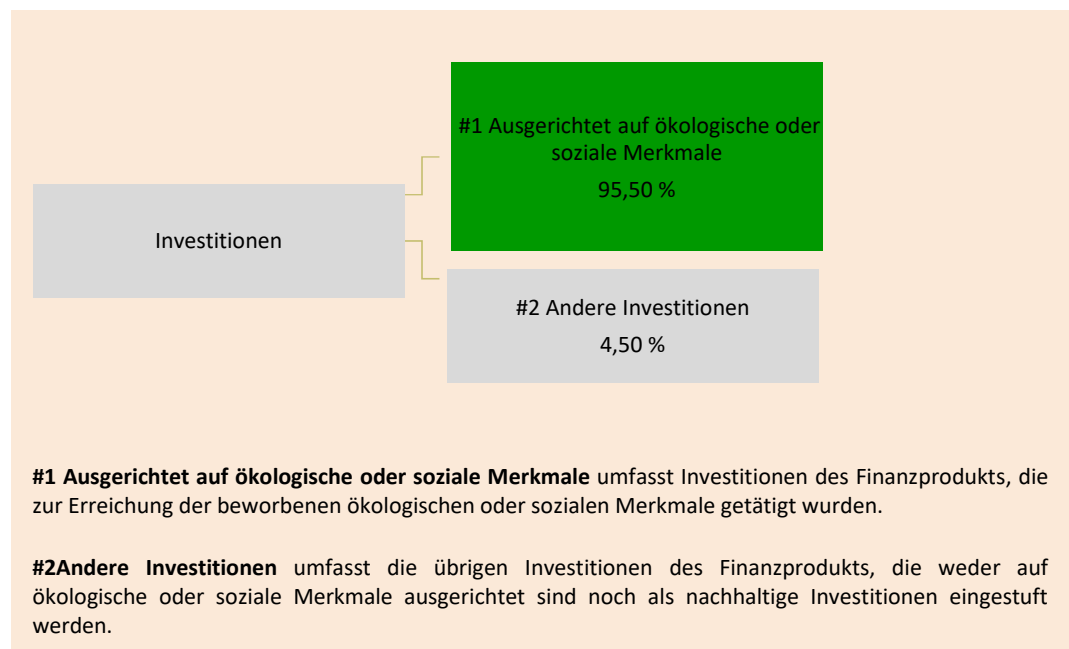 #1 Ausgerichtet auf ökologische oder
soziale Merkmale
95,50 %
Investitionen
#2 Andere Investitionen
4,50 %
#1 Ausgerichtet auf ökologische oder soziale Merkmale umfasst Investitionen des Finanzprodukts, die
zur Erreichung der beworbenen ökologischen oder sozialen Merkmale getätigt wurden.
#2Andere Investitionen umfasst die übrigen Investitionen des Finanzprodukts, die weder auf
ökologische oder soziale Merkmale ausgerichtet sind noch als nachhaltige Investitionen eingestuft
werden.